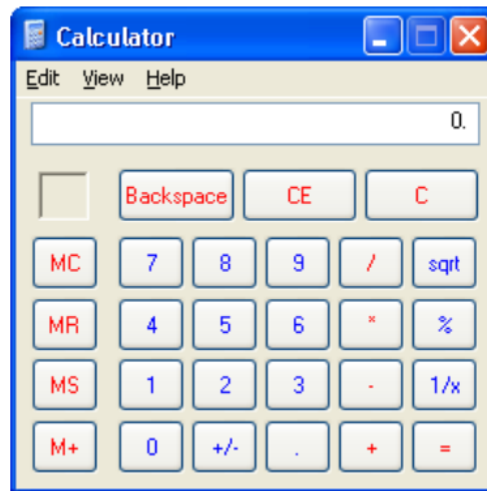 Calculator
Edit View Help
0.
Backspace CE C
MC 7 8 9 / sqrt
MR 4 5 6 * %
MS 1 2 3 - 1/x
M+ 0 +/- . + =